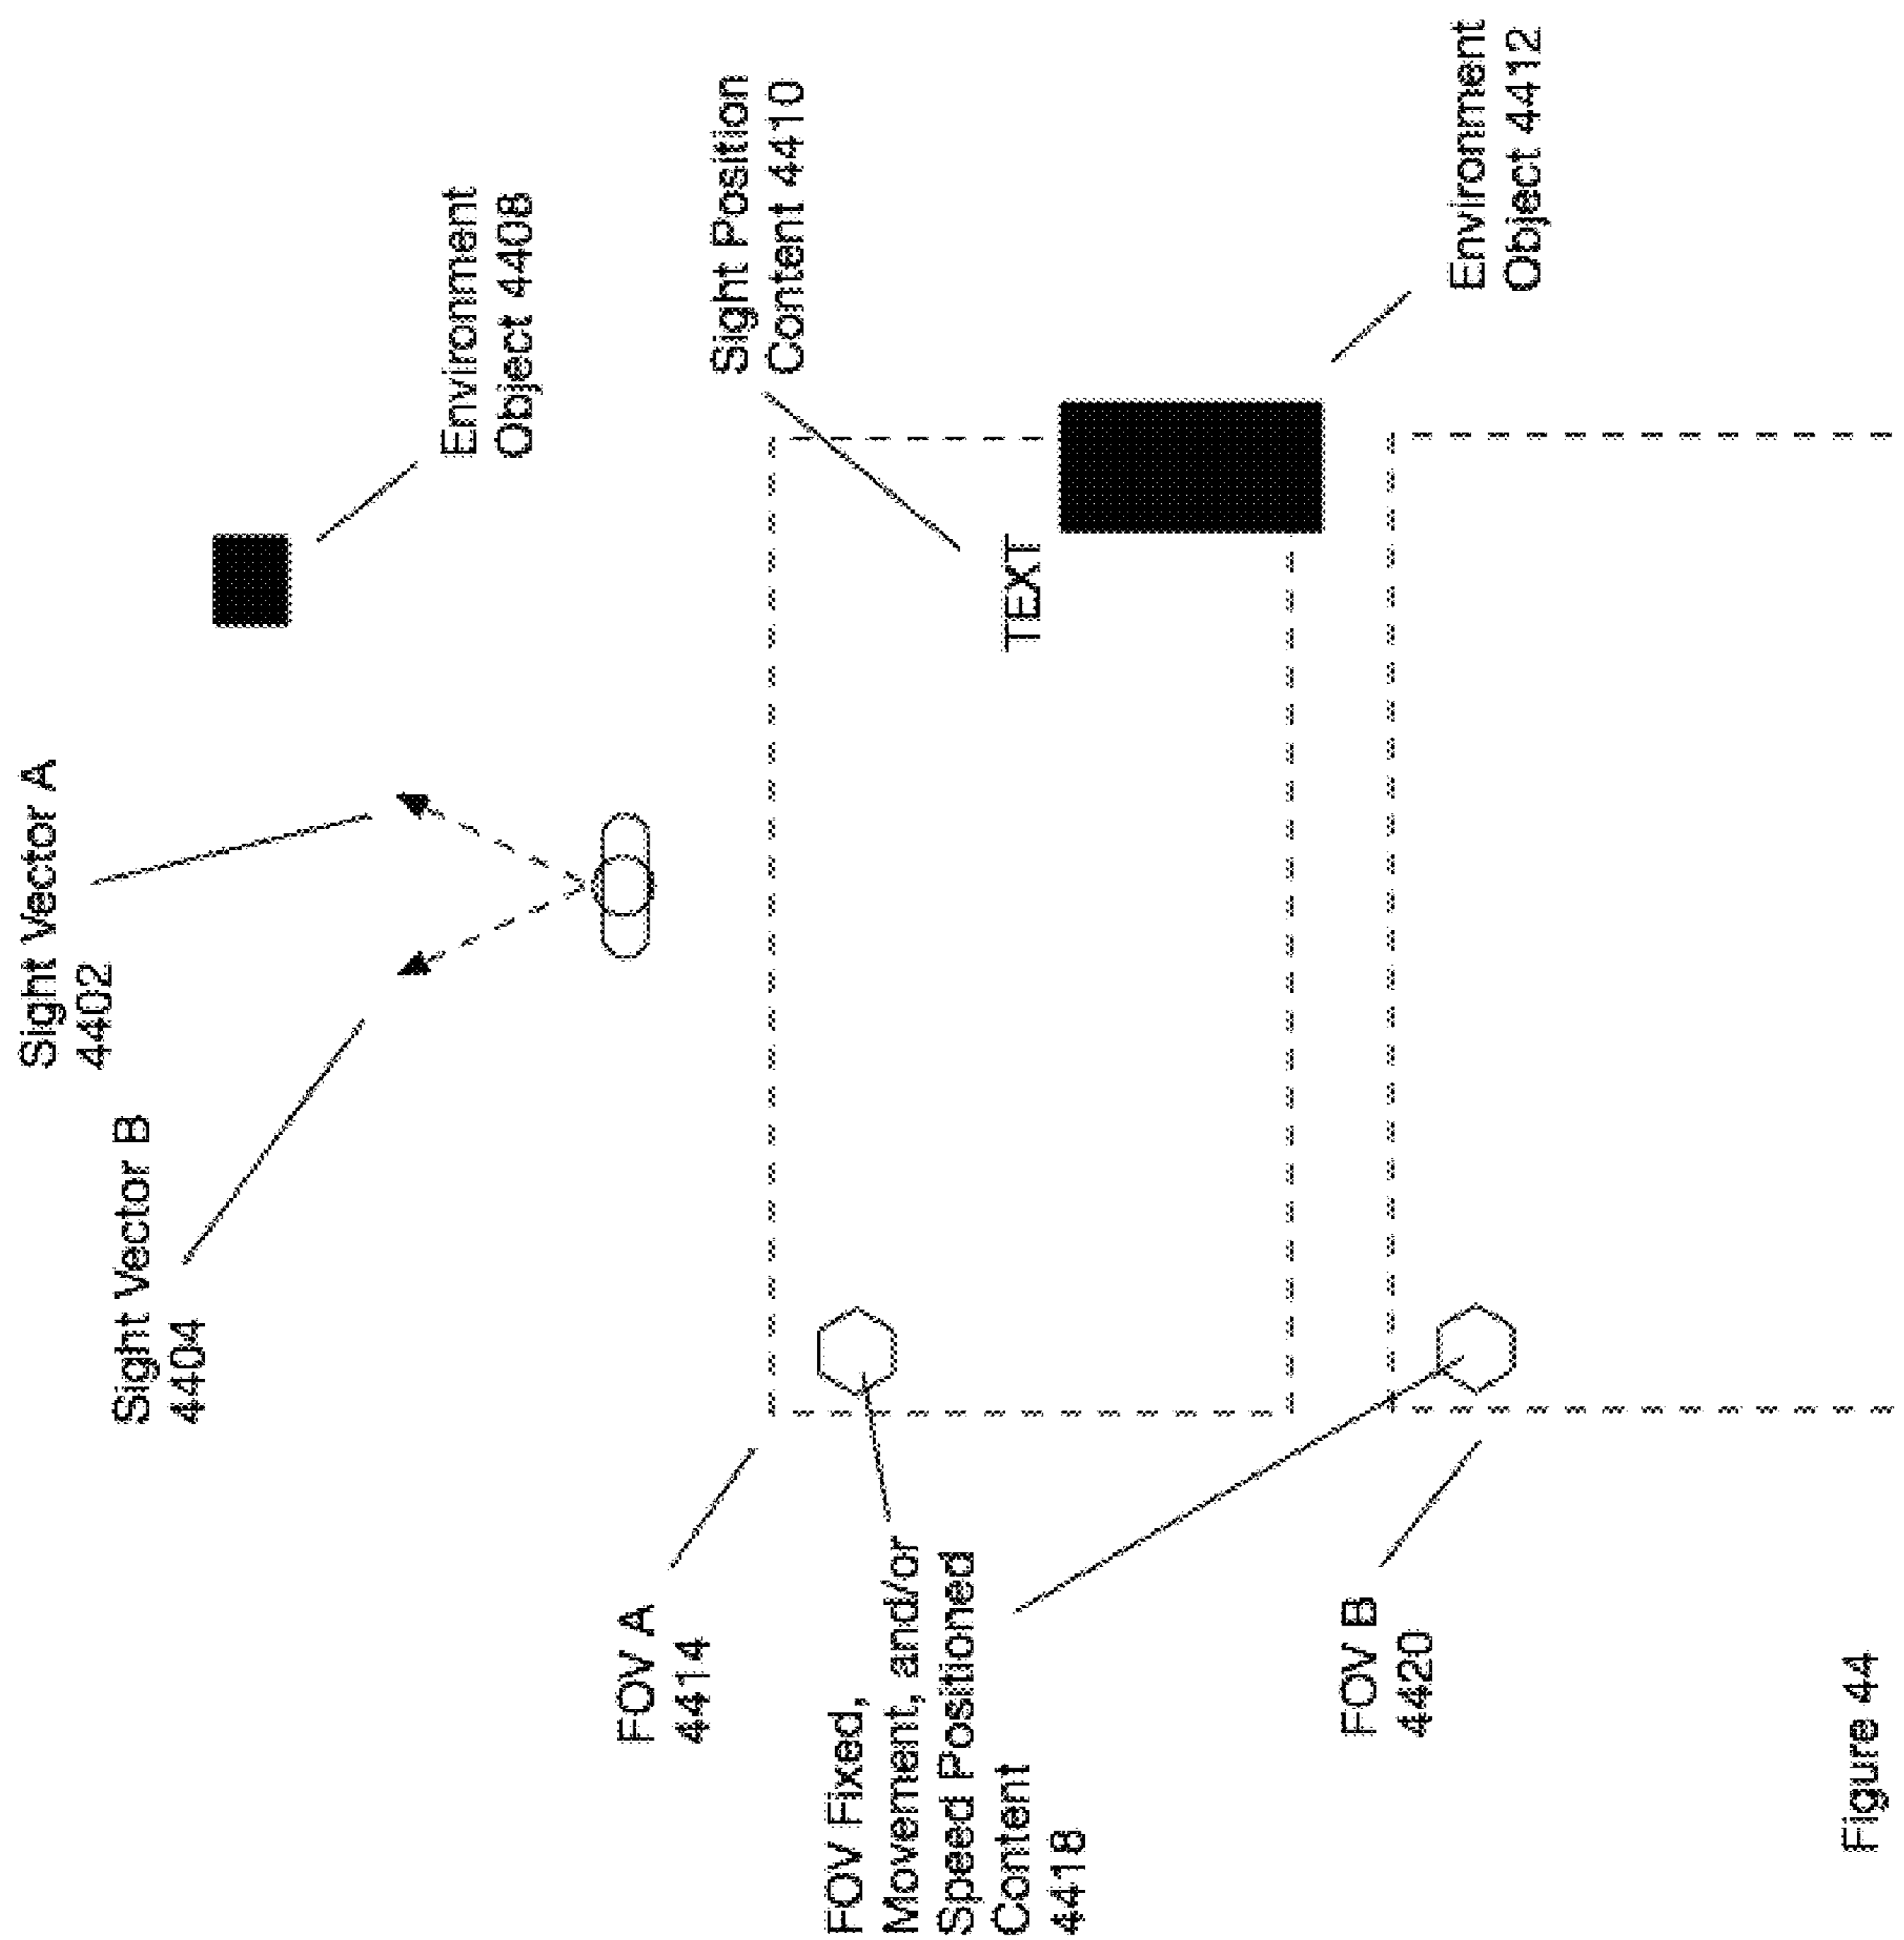 Sight Vector A
4402
Sight Vector B
4404
Environment
Object 4408
FOV A
4414
Sight Position
Content 4410
TEXT
FOV Fixed,
Movement, and/or
Speed Positioned
Content
4418
Environment
Object 4412
FOV B
4420
Figure 44